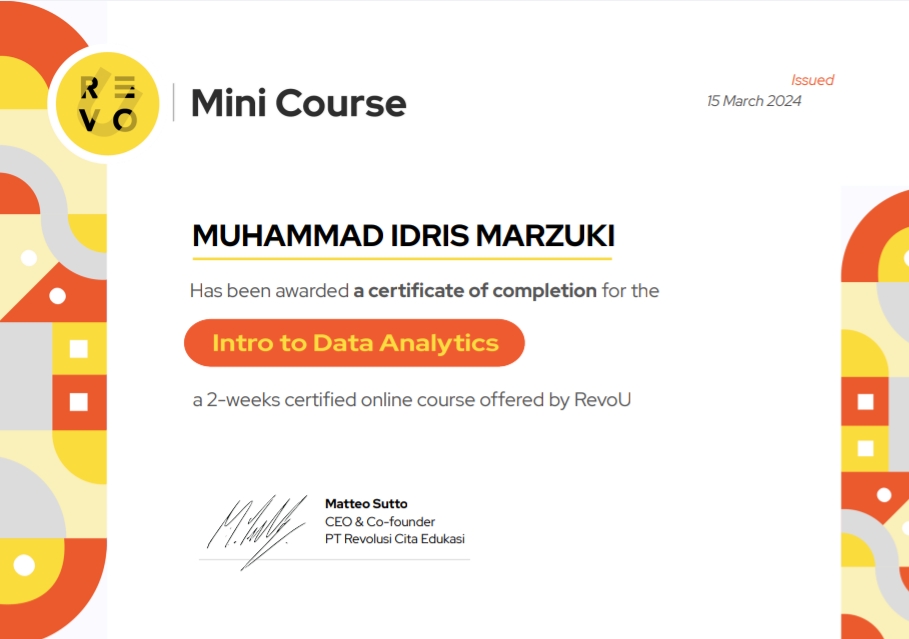 RE
VO
Mini Course
Issued
15 March 2024
MUHAMMAD IDRIS MARZUKI
Has been awarded a certificate of completion for the
Intro to Data Analytics
a 2-weeks certified online course offered by RevoU
Matteo Sutto
CEO & Co-founder
PT Revolusi Cita Edukasi